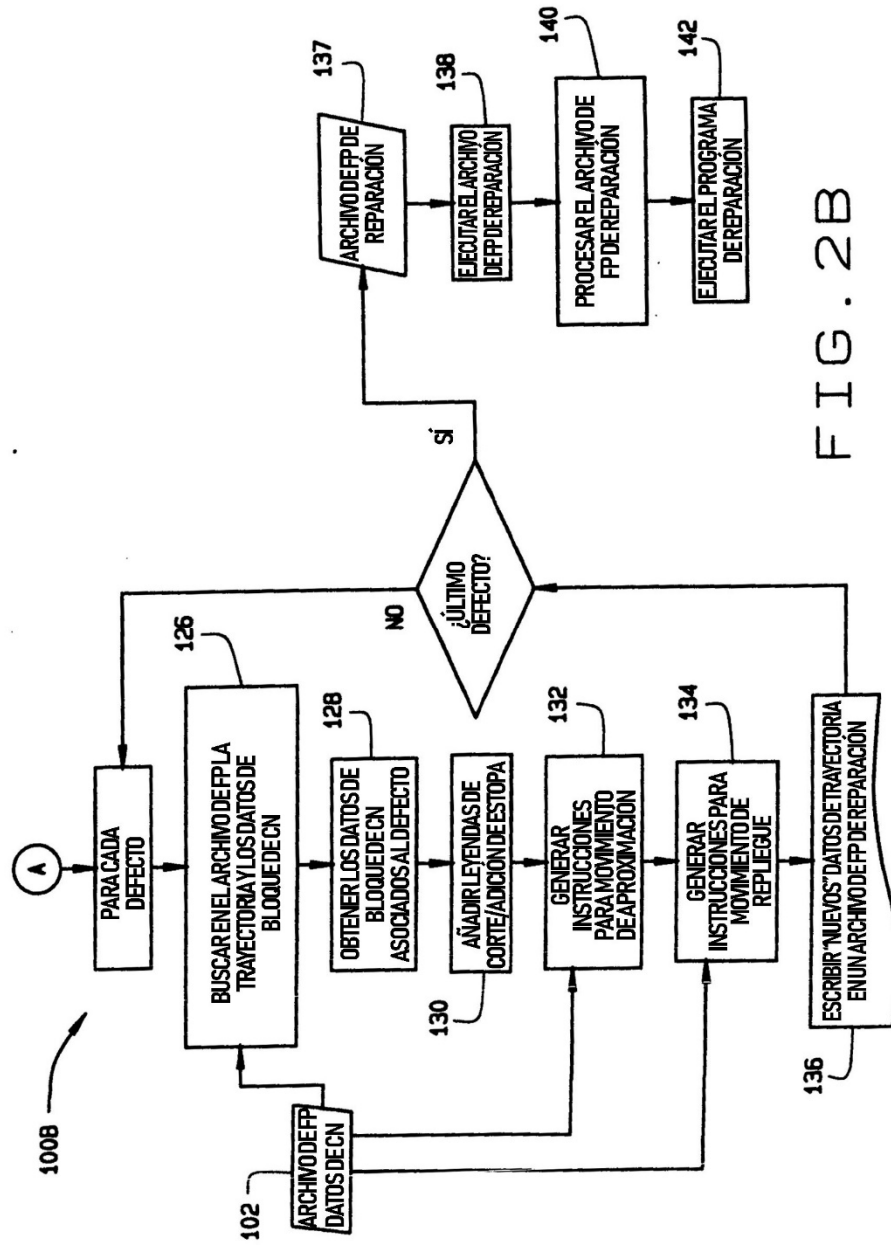 100B
A
PARA CADA
DEFECTO
126
BUSCAR EN EL ARCHIVO DE FP LA
TRAYECTORIA Y LOS DATOS DE
BLOQUE DE CN
102
ARCHIVO DE FP
DATOS DE CN
128
OBTENER LOS DATOS DE
BLOQUE DE CN
ASOCIADOS AL DEFECTO
AÑADIR LEYENDAS DE
CORTE/ADICION DE ESTOPA
130
132
GENERAR
INSTRUCCIONES
PARA MOVIMIENTO
DE APROXIMACION
134
GENERAR
INSTRUCCIONES PARA
MOVIMIENTO DE
REPLIEGUE
ESCRIBIR "NUEVOS" DATOS DE TRAYECTORIA
EN UN ARCHIVO DE FP DE REPARACIÓN
136
NO
¿ÚLTIMO
DEFECTO?
SÍ
137
ARCHIVO DE FP DE
REPARACIÓN
138
EJECUTAR EL ARCHIVO
DE FP DE REPARACIÓN
140
PROCESAR EL ARCHIVO DE
FP DE REPARACIÓN
142
EJECUTAR EL PROGRAMA
DE REPARACIÓN
FIG. 2B